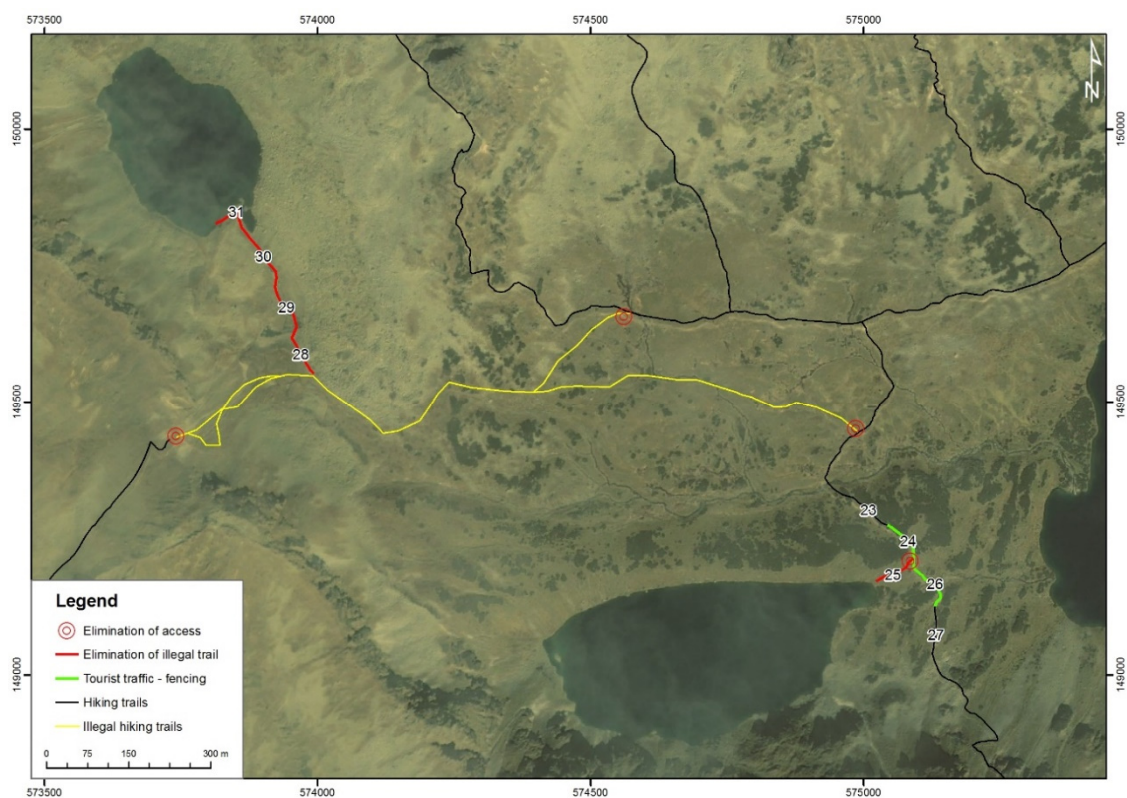 573500 574000 574500 575000
N
150000 150000
31
30
29
28
149500 149500
23
24
25 26
27
149000 149000
Legend
Elimination of access
Elimination of illegal trail
Tourist traffic - fencing
Hiking trails
Illegal hiking trails
0 75 150 300 m
573500 574000 574500 575000